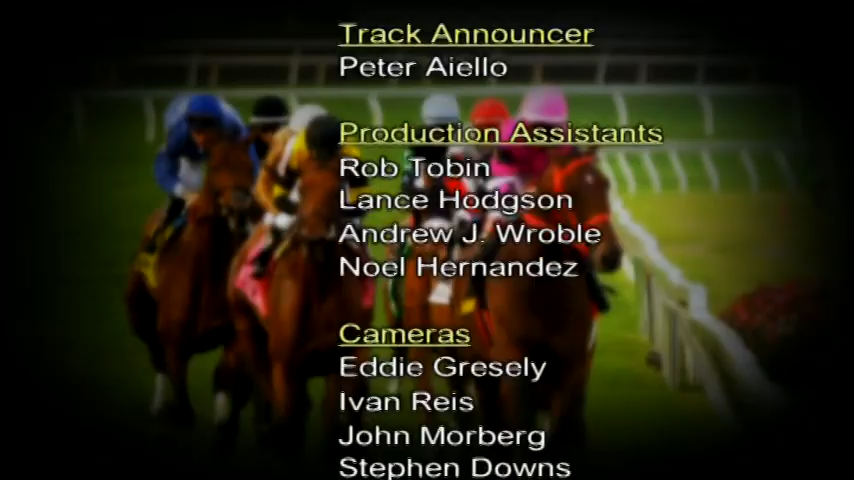 Track Announcer
Peter Aiello
Production Assistants
Rob Tobin
Lance Hodgson
Andrew J. Wroble
Noel Hernandez
Cameras
Eddie Gresely
Ivan Reis
John Morberg
Stephen Downs